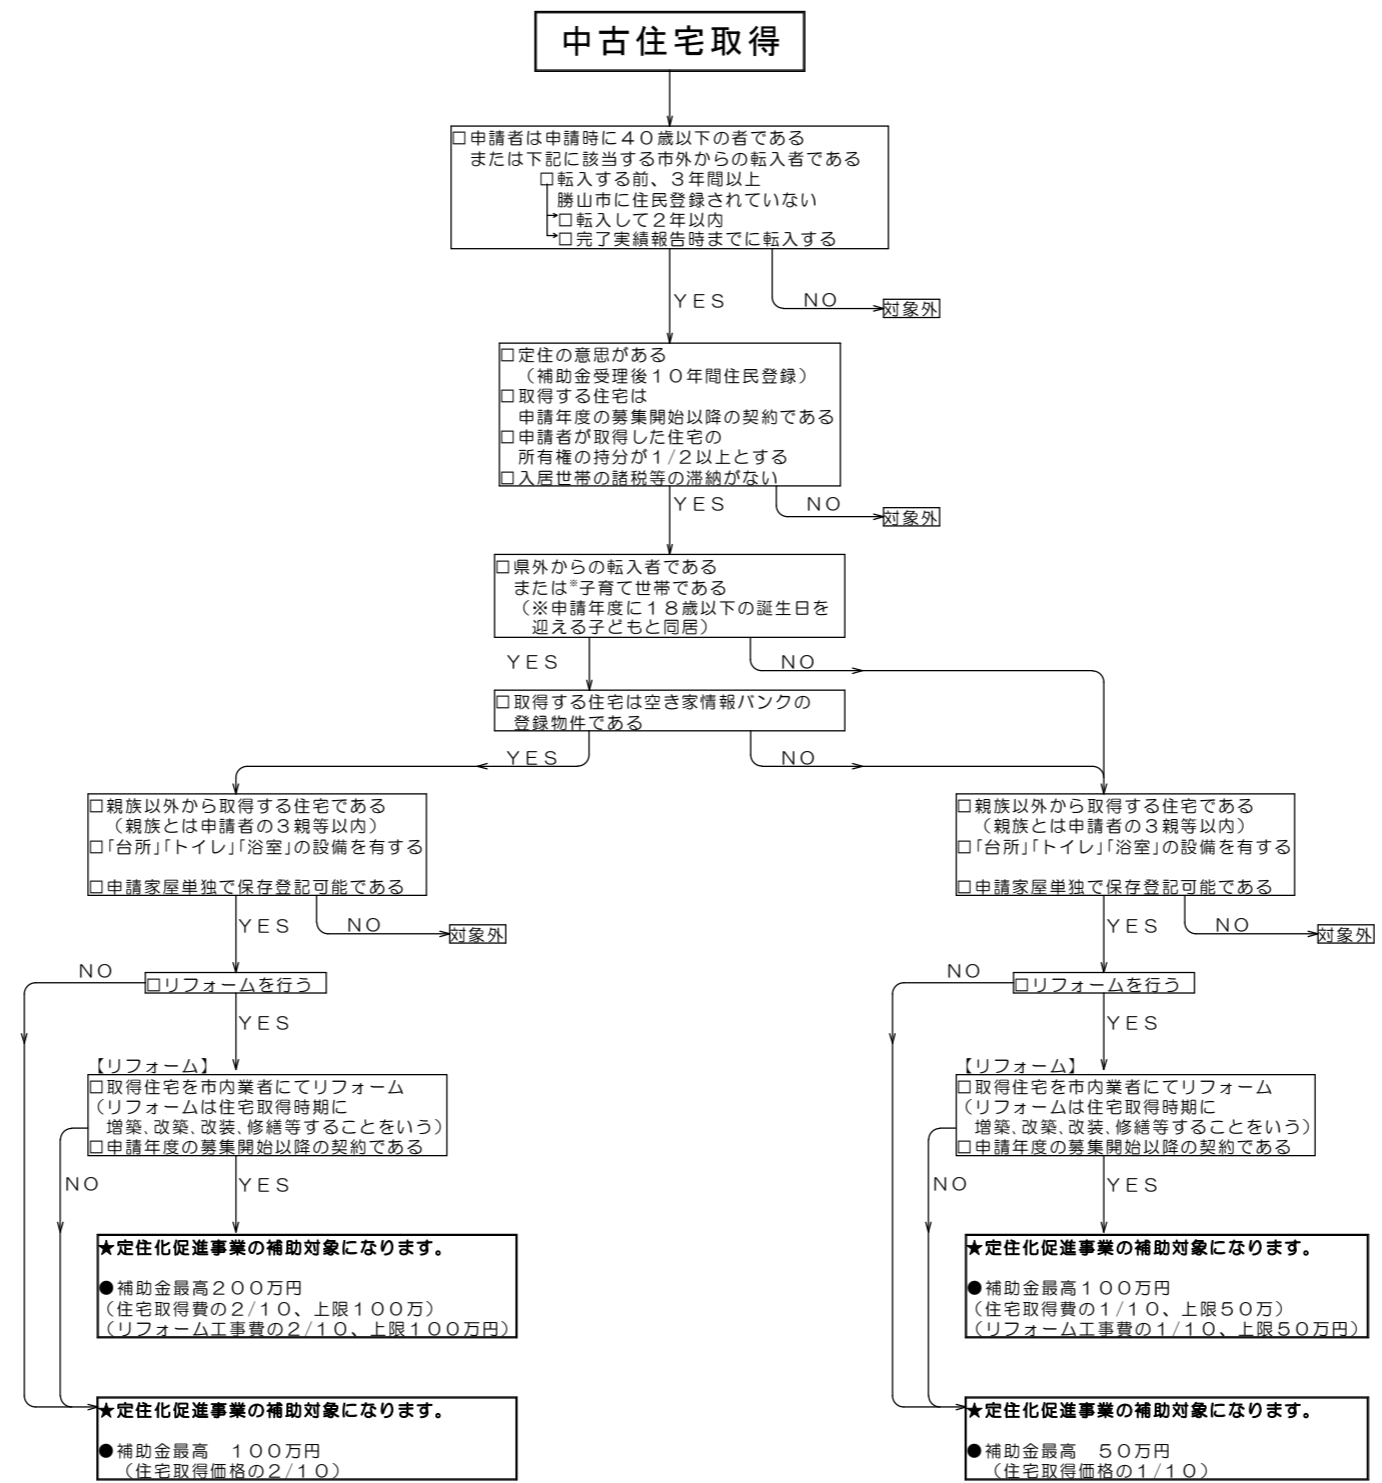 中古住宅取得
□申請者は申請時に４０歳以下の者である
または下記に該当する市外からの転入者である
□転入する前、３年間以上
勝山市に住民登録されていない
□転入して２年以内
□完了実績報告時までに転入する
ＹＥＳ
ＮＯ
対象外
□定住の意思がある
（補助金受理後１０年間住民登録）
□取得する住宅は
申請年度の募集開始以降の契約である
□申請者が取得した住宅の
所有権の持分が１/２以上とする
□入居世帯の諸税等の滞納がない
ＹＥＳ
ＮＯ
対象外
□県外からの転入者である
または※子育て世帯である
（※申請年度に１８歳以下の誕生日を
迎える子どもと同居）
ＹＥＳ
ＮＯ
□取得する住宅は空き家情報バンクの
登録物件である
ＹＥＳ
ＮＯ
□親族以外から取得する住宅である
（親族とは申請者の３親等以内）
□「台所」「トイレ」「浴室」の設備を有する
□申請家屋単独で保存登記可能である
ＹＥＳ
ＮＯ
対象外
ＮＯ
□リフォームを行う
ＹＥＳ
【リフォーム】
□取得住宅を市内業者にてリフォーム
（リフォームは住宅取得時期に
増築、改築、改装、修繕等することをいう）
□申請年度の募集開始以降の契約である
ＮＯ
ＹＥＳ
★定住化促進事業の補助対象になります。
●補助金最高２００万円
（住宅取得費の２/１０、上限１００万）
（リフォーム工事費の２/１０、上限１００万円）
★定住化促進事業の補助対象になります。
●補助金最高　１００万円
（住宅取得価格の２/１０）
□親族以外から取得する住宅である
（親族とは申請者の３親等以内）
□「台所」「トイレ」「浴室」の設備を有する
□申請家屋単独で保存登記可能である
ＹＥＳ
ＮＯ
対象外
ＮＯ
□リフォームを行う
ＹＥＳ
【リフォーム】
□取得住宅を市内業者にてリフォーム
（リフォームは住宅取得時期に
増築、改築、改装、修繕等することをいう）
□申請年度の募集開始以降の契約である
ＮＯ
ＹＥＳ
★定住化促進事業の補助対象になります。
●補助金最高１００万円
（住宅取得費の１/１０、上限５０万）
（リフォーム工事費の１/１０、上限５０万円）
★定住化促進事業の補助対象になります。
●補助金最高　５０万円
（住宅取得価格の１/１０）